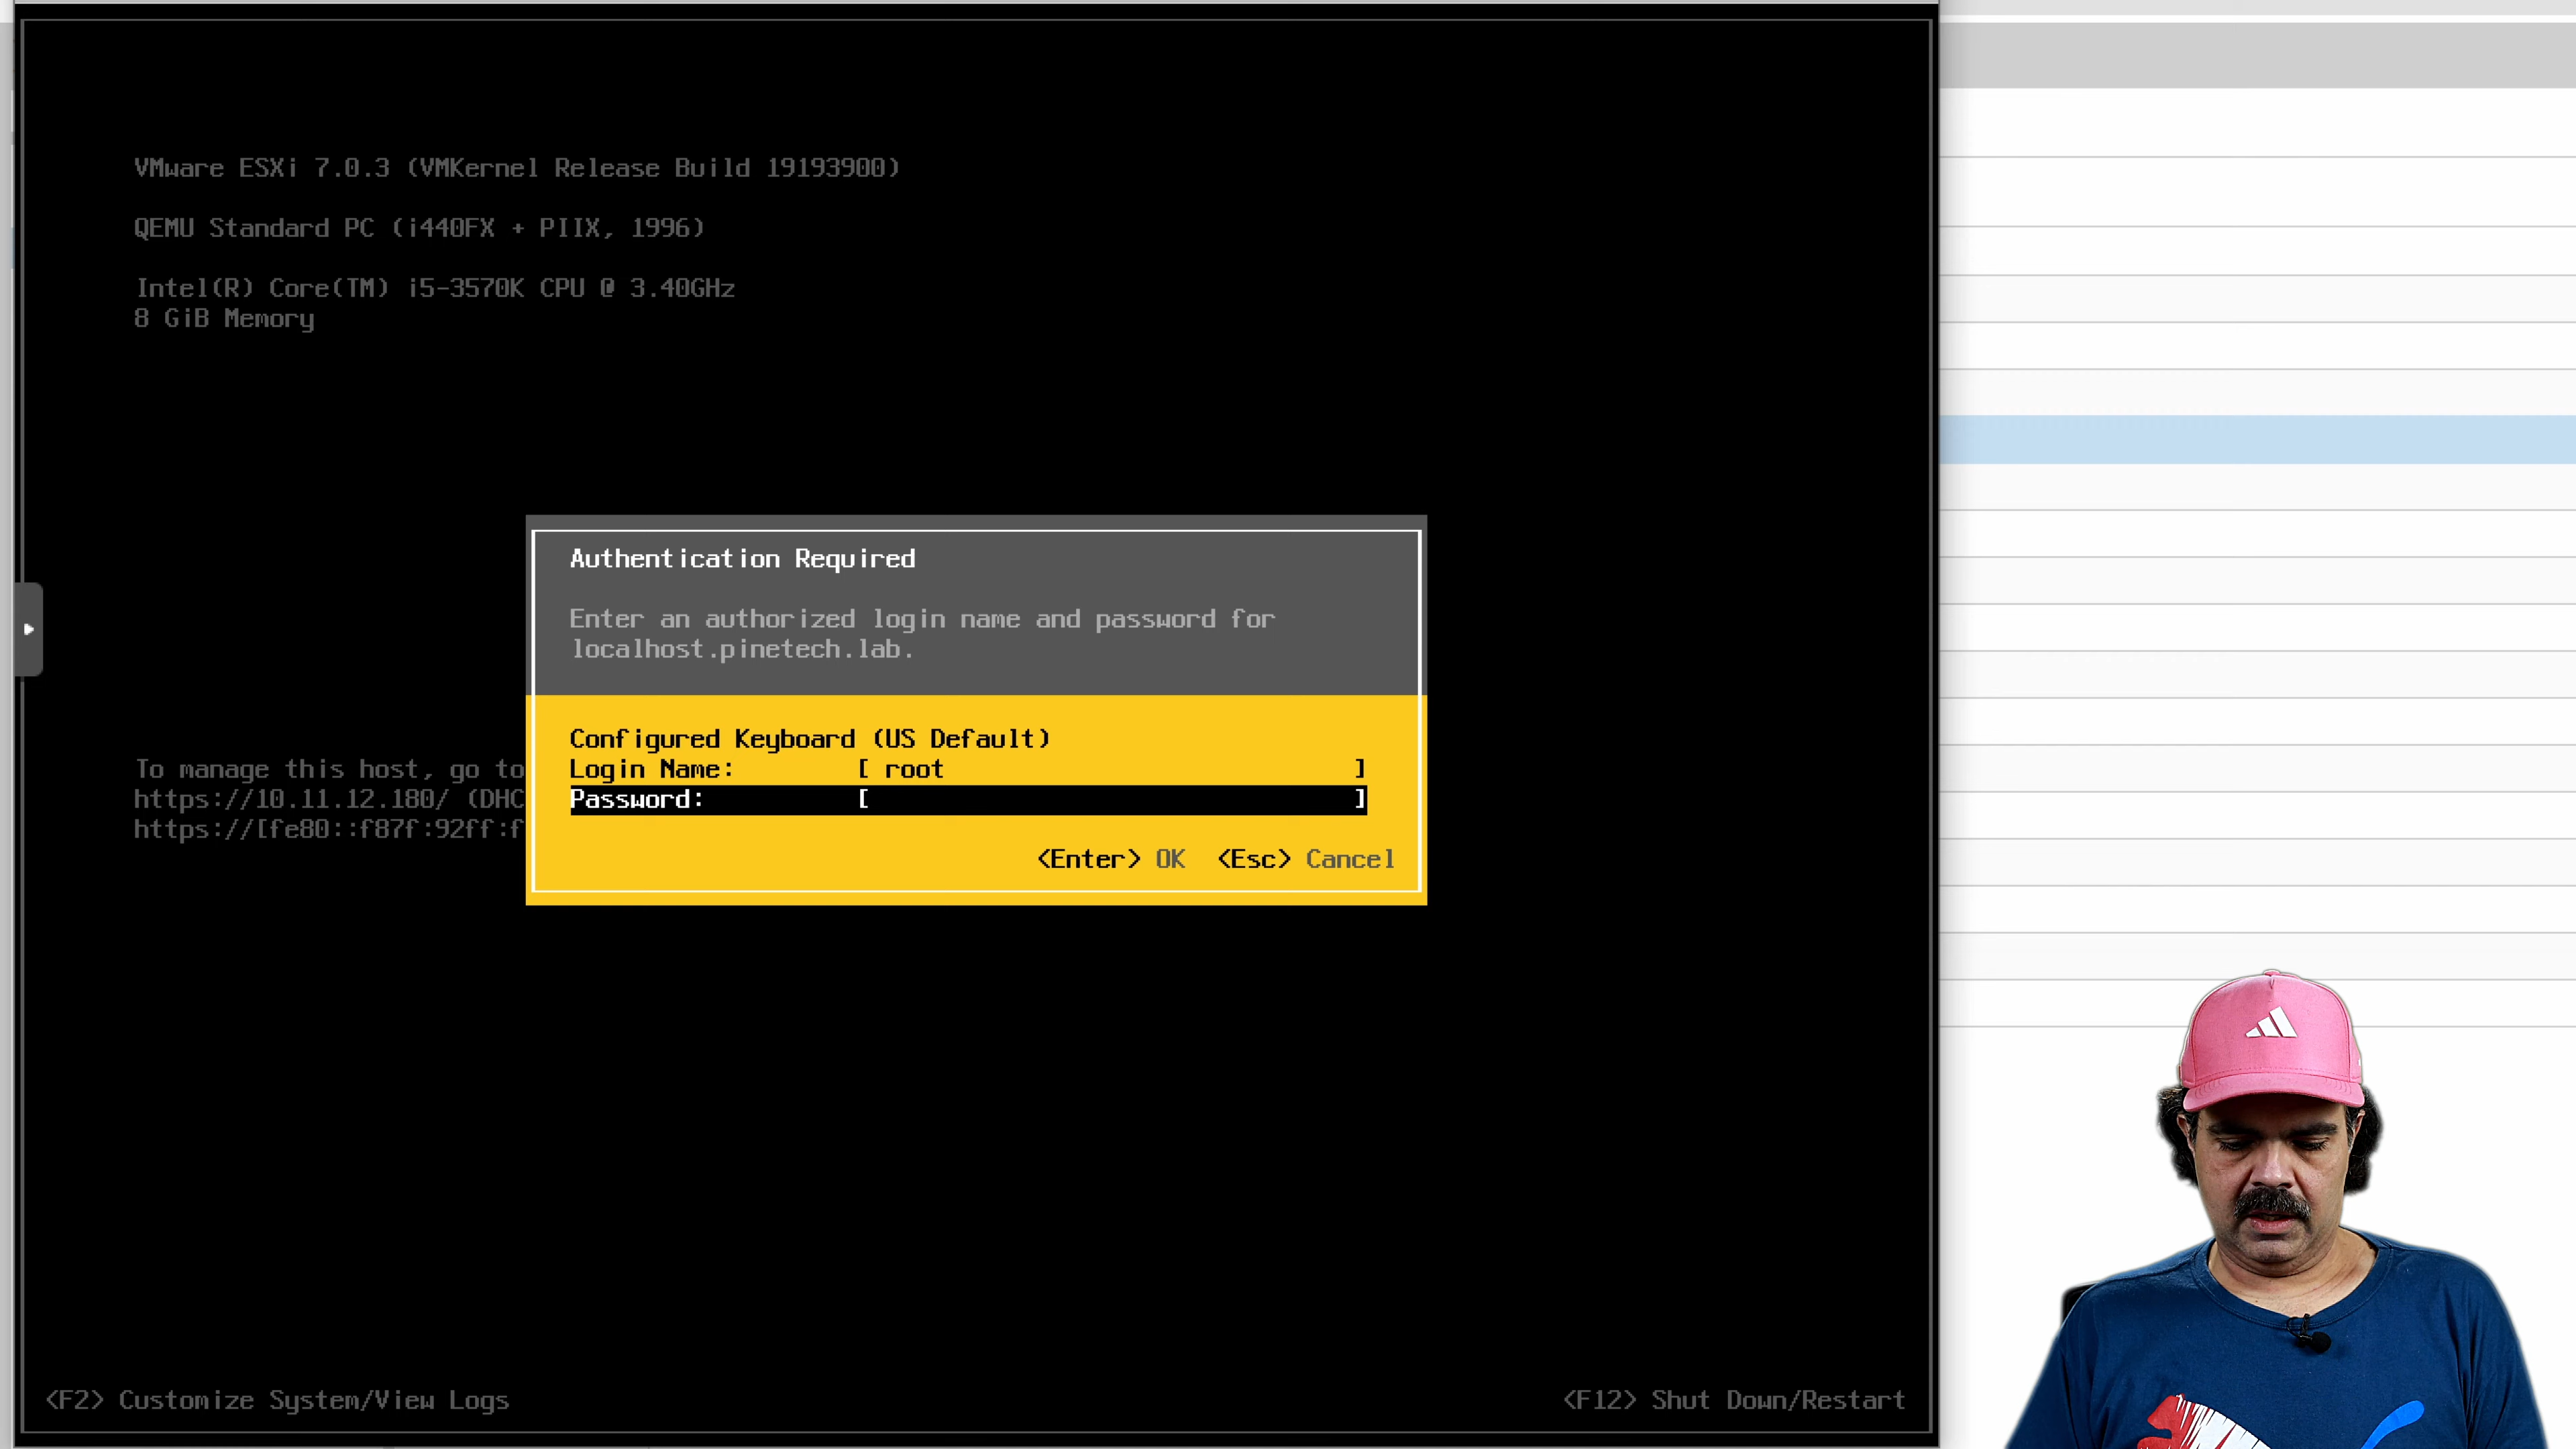 VMware ESXi 7.0.3 (VMKernel Release Build 19193900)
QEMU Standard PC (i440FX + PIIX, 1996)
Intel(R) Core(TM) i5-3570K CPU @ 3.40GHz
8 GiB Memory
Authentication Required
Enter an authorized login name and password for
localhost.pinetech.lab.
Configured Keyboard (US Default)
Login Name: [ root ]
Password: [ ]
<Enter> OK <Esc> Cancel
To manage this host, go to
https://10.11.12.180/ (DHC
https://[fe80::f87f:92ff:f
<F2> Customize System/View Logs
<F12> Shut Down/Restart